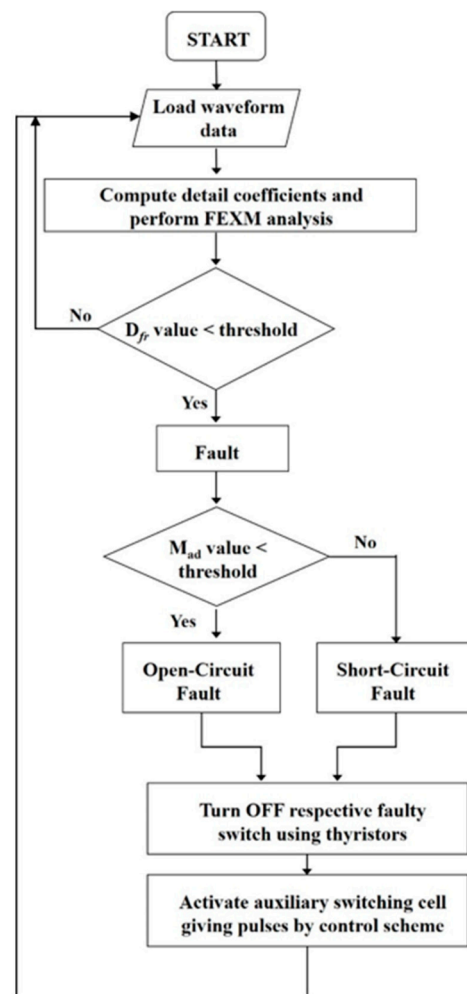 START
Load waveform
data
Compute detail coefficients and
perform FEXM analysis
No
D_fr value < threshold
Yes
Fault
M_ad value <
threshold
No
Yes
Open-Circuit
Fault
Short-Circuit
Fault
Turn OFF respective faulty
switch using thyristors
Activate auxiliary switching cell
giving pulses by control scheme